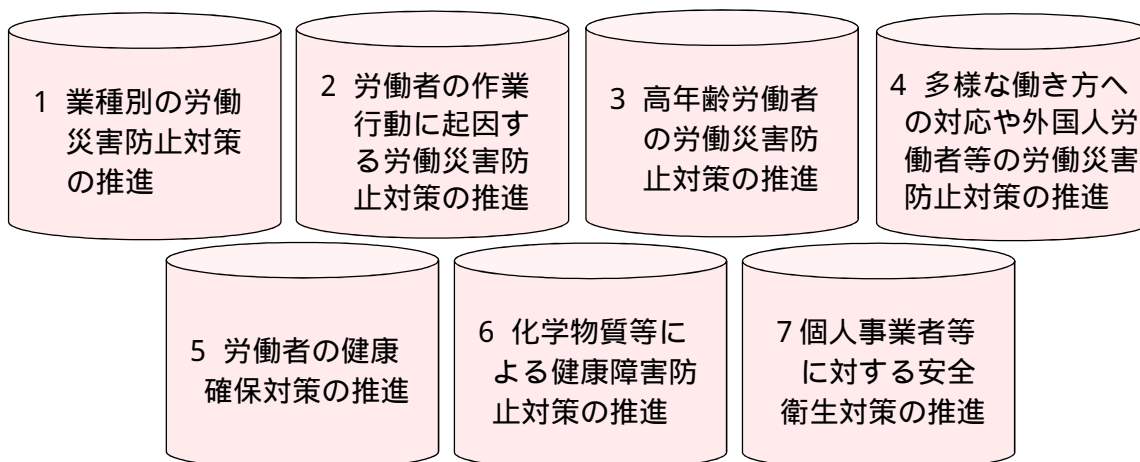 1 業種別の労働
災害防止対策
の推進
2 労働者の作業
行動に起因す
る労働災害防
止対策の推進
3 高年齢労働者
の労働災害防
止対策の推進
4 多様な働き方へ
の対応や外国人労
働者等の労働災害
防止対策の推進
5 労働者の健康
確保対策の推進
6 化学物質等に
よる健康障害防
止対策の推進
7 個人事業者等
に対する安全
衛生対策の推進